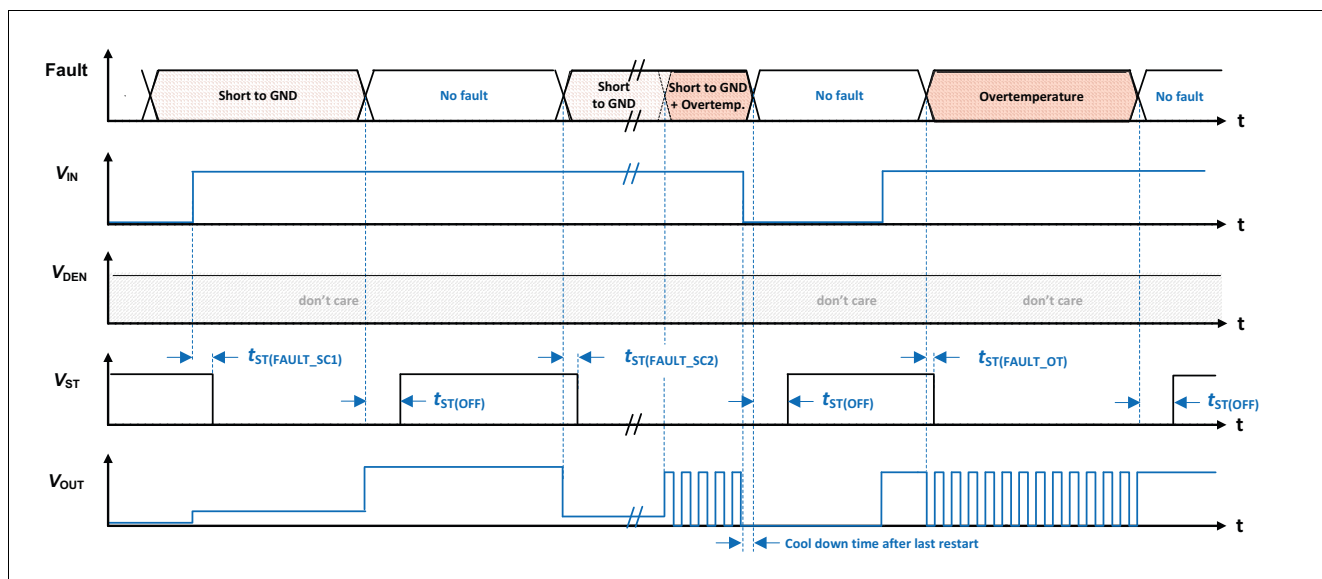 Fault
Short to GND
No fault
Short
to GND
Short to GND
+ Overtemp.
No fault
Overtemperature
No fault
t
VIN
t
VDEN
don't care
don't care
don't care
t
tST(FAULT_SC1)
tST(FAULT_SC2)
tST(FAULT_OT)
VST
tST(OFF)
tST(OFF)
tST(OFF)
t
VOUT
t
Cool down time after last restart